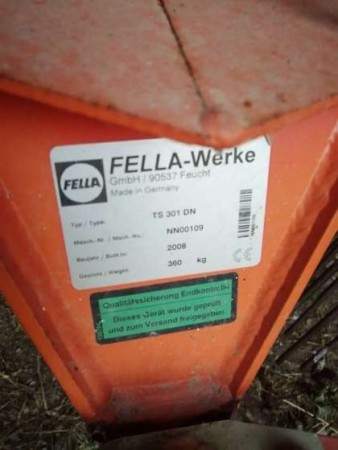 FELLA
FELLA-Werke
GmbH / 90537 Feucht
Made in Germany
Typ / Type: TS 301 DN
Masch.-Nr. / Mach. No.: NN00109
Baujahr / Built in: 2008
Gewicht / Weight: 360 kg
CE
Qualitätssicherung Endkontrolle
Dieses Gerät wurde geprüft
und zum Versand freigegeben